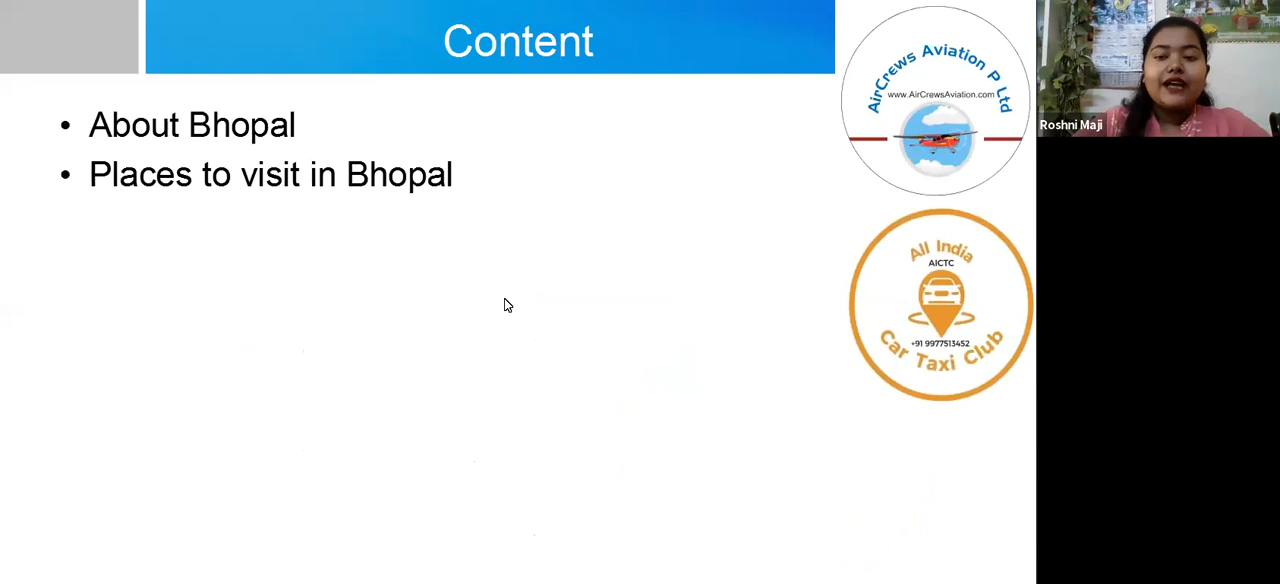 Content
• About Bhopal
• Places to visit in Bhopal
AirCrews Aviation P Ltd
www.AirCrewsAviation.com
All India
AICTC
+91 9977513452
Car Taxi Club
Roshni Maji